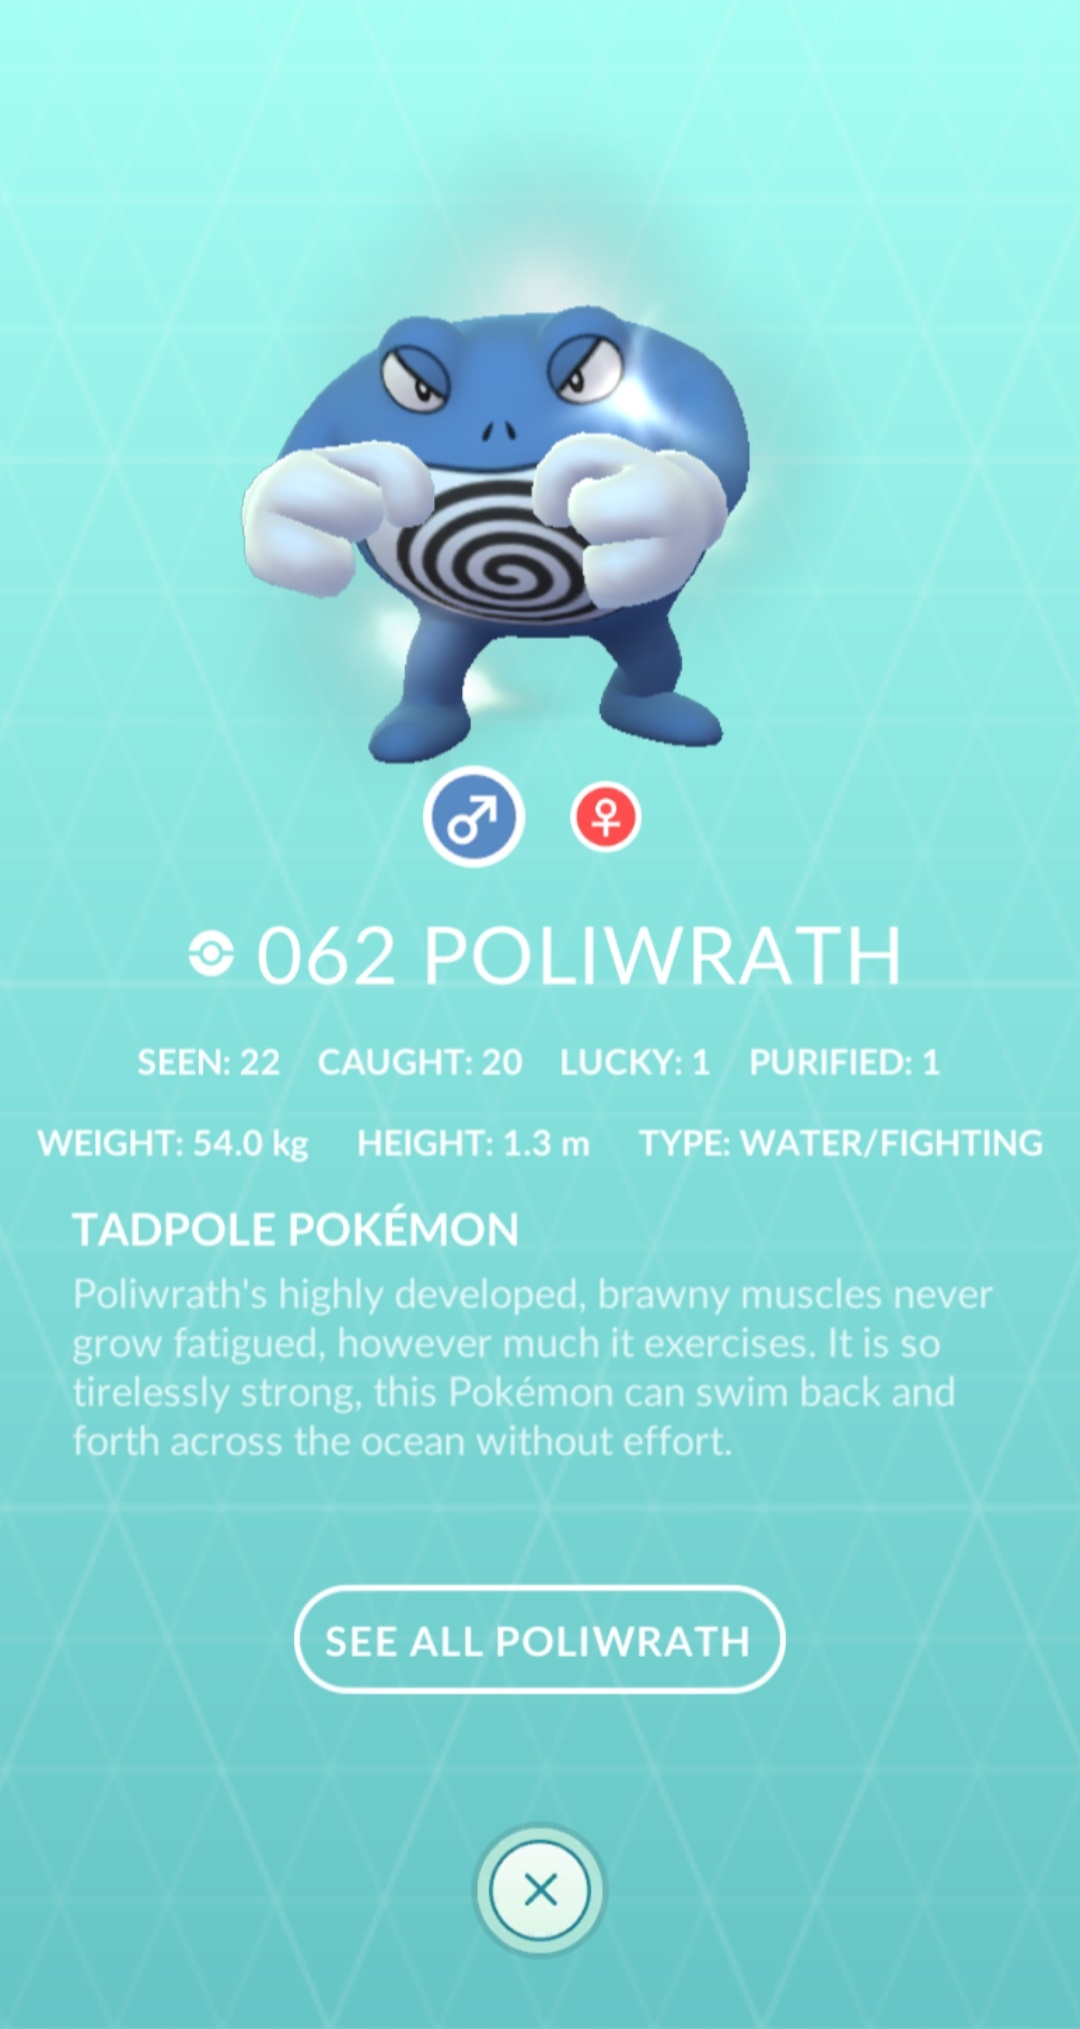 062 POLIWRATH
SEEN: 22 CAUGHT: 20 LUCKY: 1 PURIFIED: 1
WEIGHT: 54.0 kg HEIGHT: 1.3 m TYPE: WATER/FIGHTING
TADPOLE POKÉMON
Poliwrath's highly developed, brawny muscles never
grow fatigued, however much it exercises. It is so
tirelessly strong, this Pokémon can swim back and
forth across the ocean without effort.
SEE ALL POLIWRATH